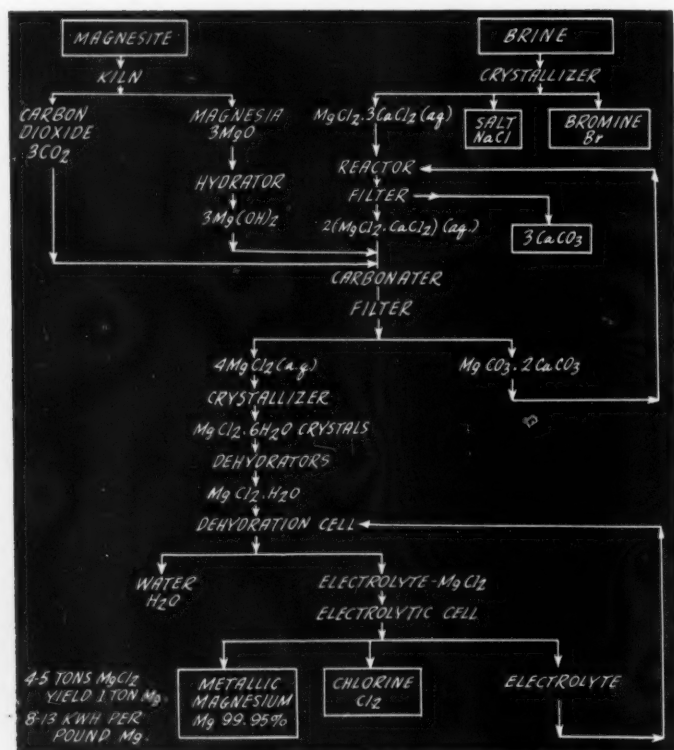 MAGNESITE
BRINE
KILN
CRYSTALLIZER
CARBON
DIOXIDE
3CO2
MAGNESIA
3MgO
MgCl2.3CaCl2(aq)
SALT
NaCl
BROMINE
Br
HYDRATOR
3Mg(OH)2
REACTOR
FILTER
2(MgCl2.CaCl2)(aq.)
3CaCO3
CARBONATER
FILTER
4MgCl2(aq)
MgCO3.2CaCO3
CRYSTALLIZER
MgCl2.6H2O CRYSTALS
DEHYDRATORS
MgCl2.H2O
DEHYDRATION CELL
WATER
H2O
ELECTROLYTE-MgCl2
ELECTROLYTIC CELL
4-5 TONS MgCl2
YIELD 1 TON Mg.
8-13 KWH PER
POUND Mg.
METALLIC
MAGNESIUM
Mg 99.95%
CHLORINE
Cl2
ELECTROLYTE